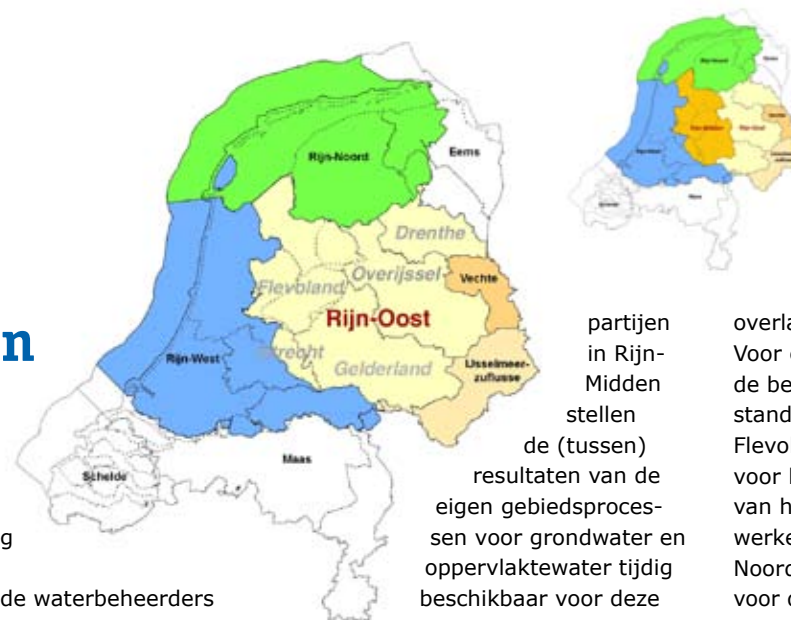 Rijn-Noord
Eems
Drenthe
Overijssel
Vechte
Flevoland
Rijn-Oost
Rijn-West
Utrecht
Gelderland
IJsselmeer-
zuflusse
Maas
Schelde
n
g
de waterbeheerders
partijen
in Rijn-
Midden
stellen
de (tussen)
resultaten van de
eigen gebiedsproces-
sen voor grondwater en
oppervlaktewater tijdig
beschikbaar voor deze
overla
Voor
de be
stand
Flevo
voor
van h
werke
Noord
voor